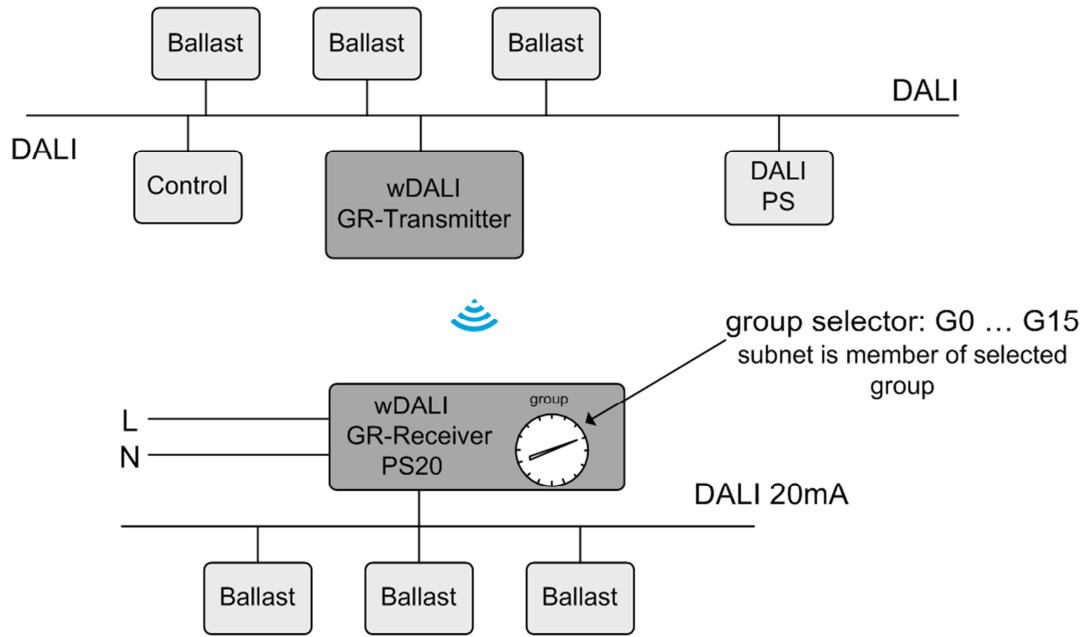 Ballast
Ballast
Ballast
DALI
DALI
Control
wDALI
GR-Transmitter
DALI
PS
group selector: G0 ... G15
subnet is member of selected
group
wDALI
GR-Receiver
PS20
group
L
N
DALI 20mA
Ballast
Ballast
Ballast